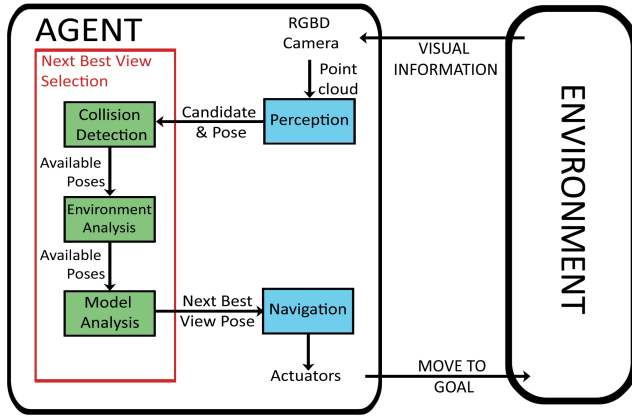 AGENT
RGBD
Camera
VISUAL
INFORMATION
Next Best View
Selection
Point
cloud
Collision
Detection
Candidate
& Pose
Perception
Available
Poses
Environment
Analysis
Available
Poses
Model
Analysis
Next Best
View Pose
Navigation
Actuators
MOVE TO
GOAL
ENVIRONMENT